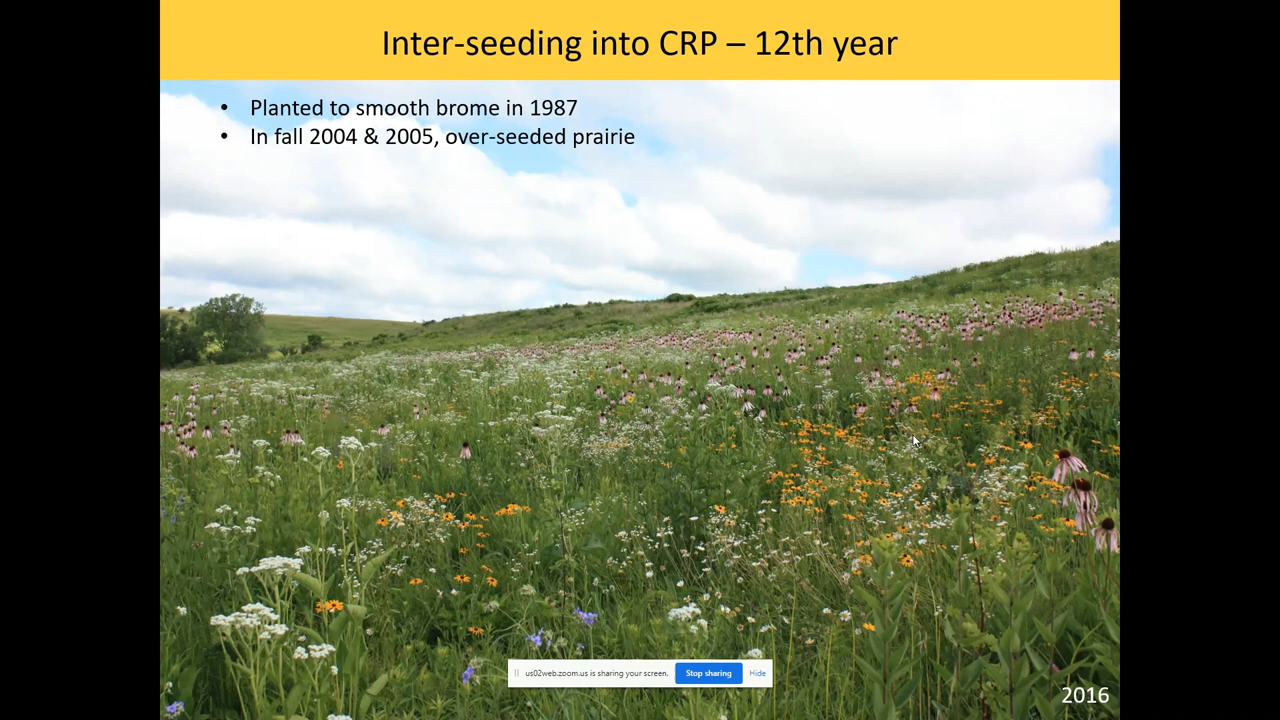 Inter-seeding into CRP – 12th year
• Planted to smooth brome in 1987
• In fall 2004 & 2005, over-seeded prairie
us02web.zoom.us is sharing your screen. Stop sharing Hide
2016